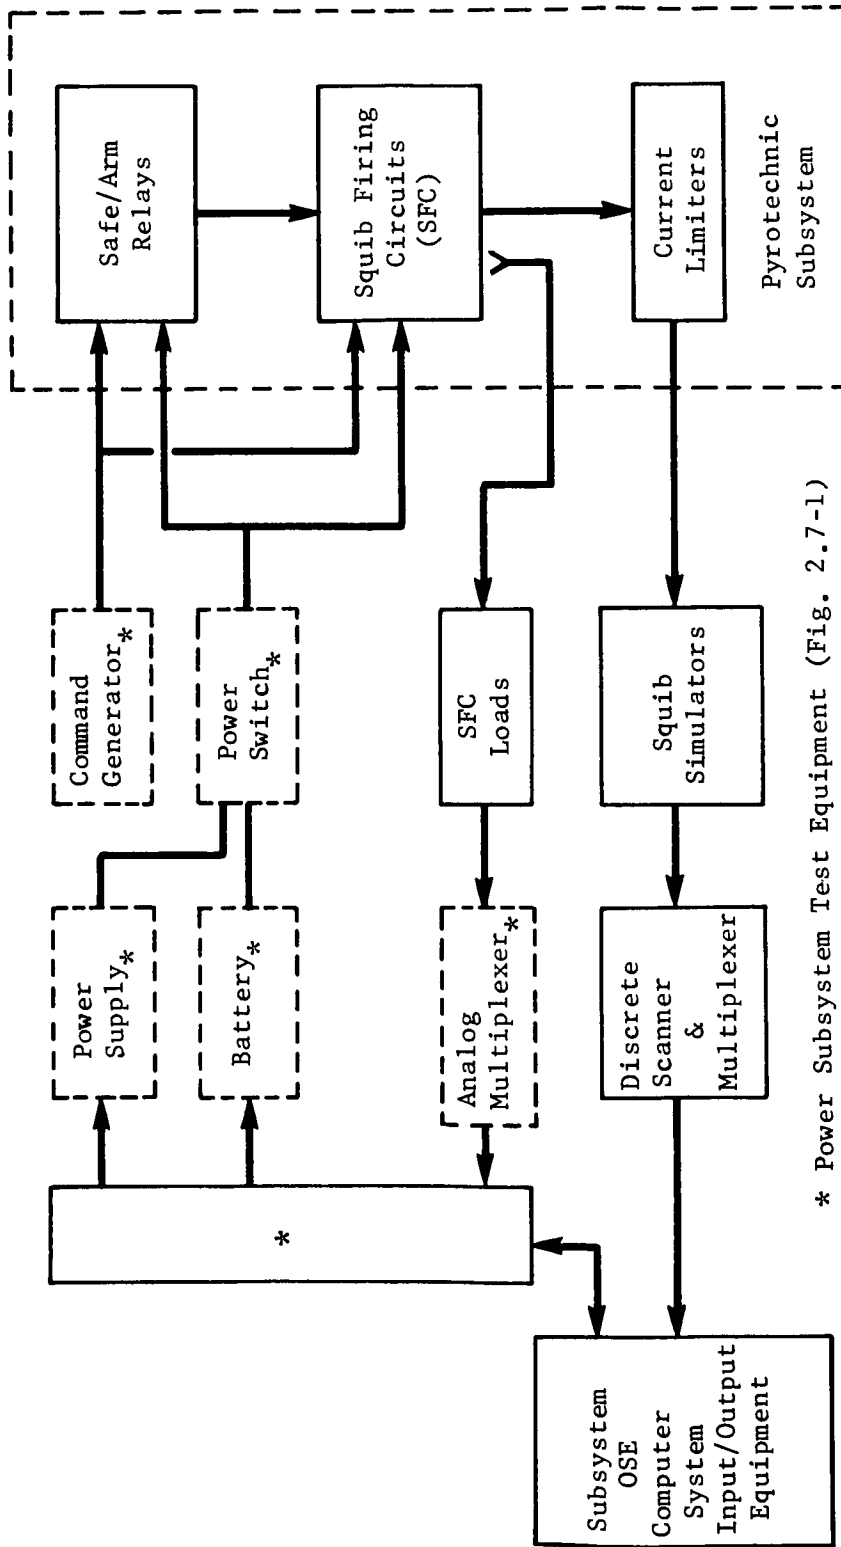 Safe/Arm
Relays
Squib Firing
Circuits
(SFC)
Current
Limiters
Pyrotechnic
Subsystem
Command
Generator*
Power
Switch*
SFC
Loads
Squib
Simulators
Power
Supply*
Battery*
Analog
Multiplexer*
Discrete
Scanner
&
Multiplexer
*
Subsystem
OSE
Computer
System
Input/Output
Equipment
* Power Subsystem Test Equipment (Fig. 2.7-1)